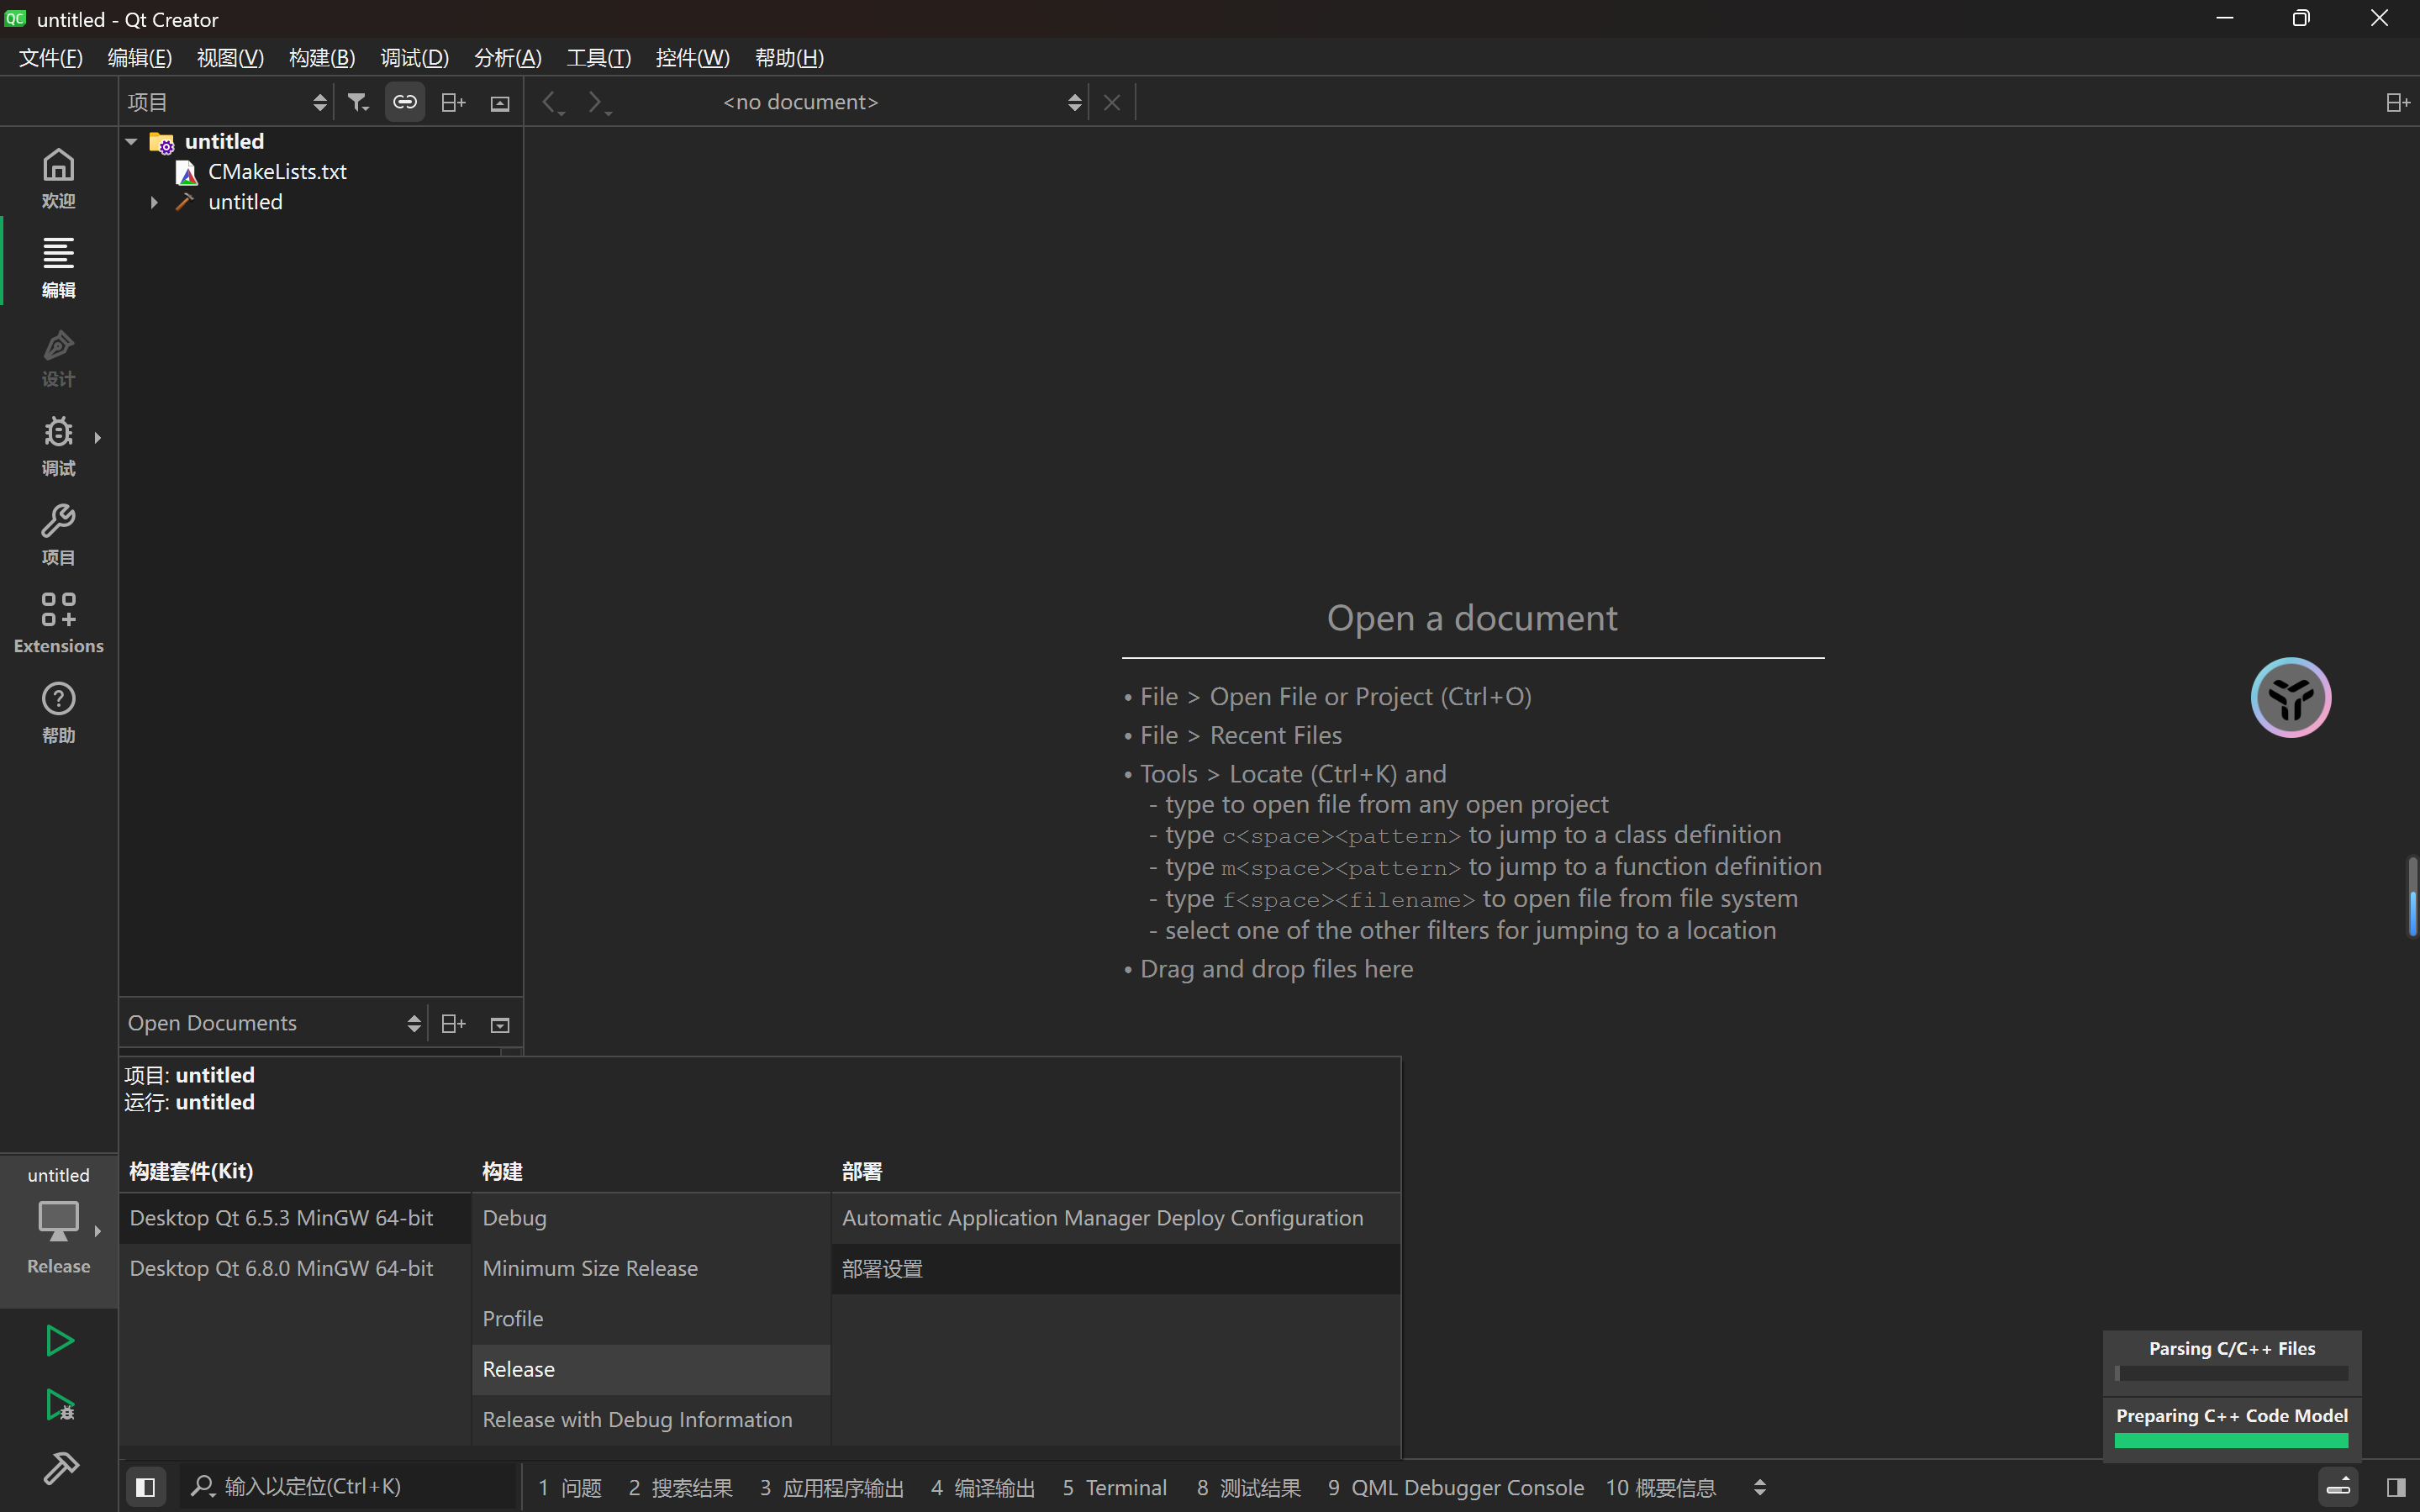 QC untitled - Qt Creator
文件(F) 编辑(E) 视图(V) 构建(B) 调试(D) 分析(A) 工具(T) 控件(W) 帮助(H)
项目 <no document>
untitled
CMakeLists.txt
untitled
欢迎
编辑
设计
调试
项目
Extensions
帮助
Open a document
• File > Open File or Project (Ctrl+O)
• File > Recent Files
• Tools > Locate (Ctrl+K) and
- type to open file from any open project
- type c<space><pattern> to jump to a class definition
- type m<space><pattern> to jump to a function definition
- type f<space><filename> to open file from file system
- select one of the other filters for jumping to a location
• Drag and drop files here
Open Documents
项目: untitled
运行: untitled
构建套件(Kit) 构建 部署
Desktop Qt 6.5.3 MinGW 64-bit Debug Automatic Application Manager Deploy Configuration
Desktop Qt 6.8.0 MinGW 64-bit Minimum Size Release 部署设置
Profile
Release
Release with Debug Information
untitled
Release
Parsing C/C++ Files
Preparing C++ Code Model
输入以定位(Ctrl+K) 1 问题 2 搜索结果 3 应用程序输出 4 编译输出 5 Terminal 8 测试结果 9 QML Debugger Console 10 概要信息